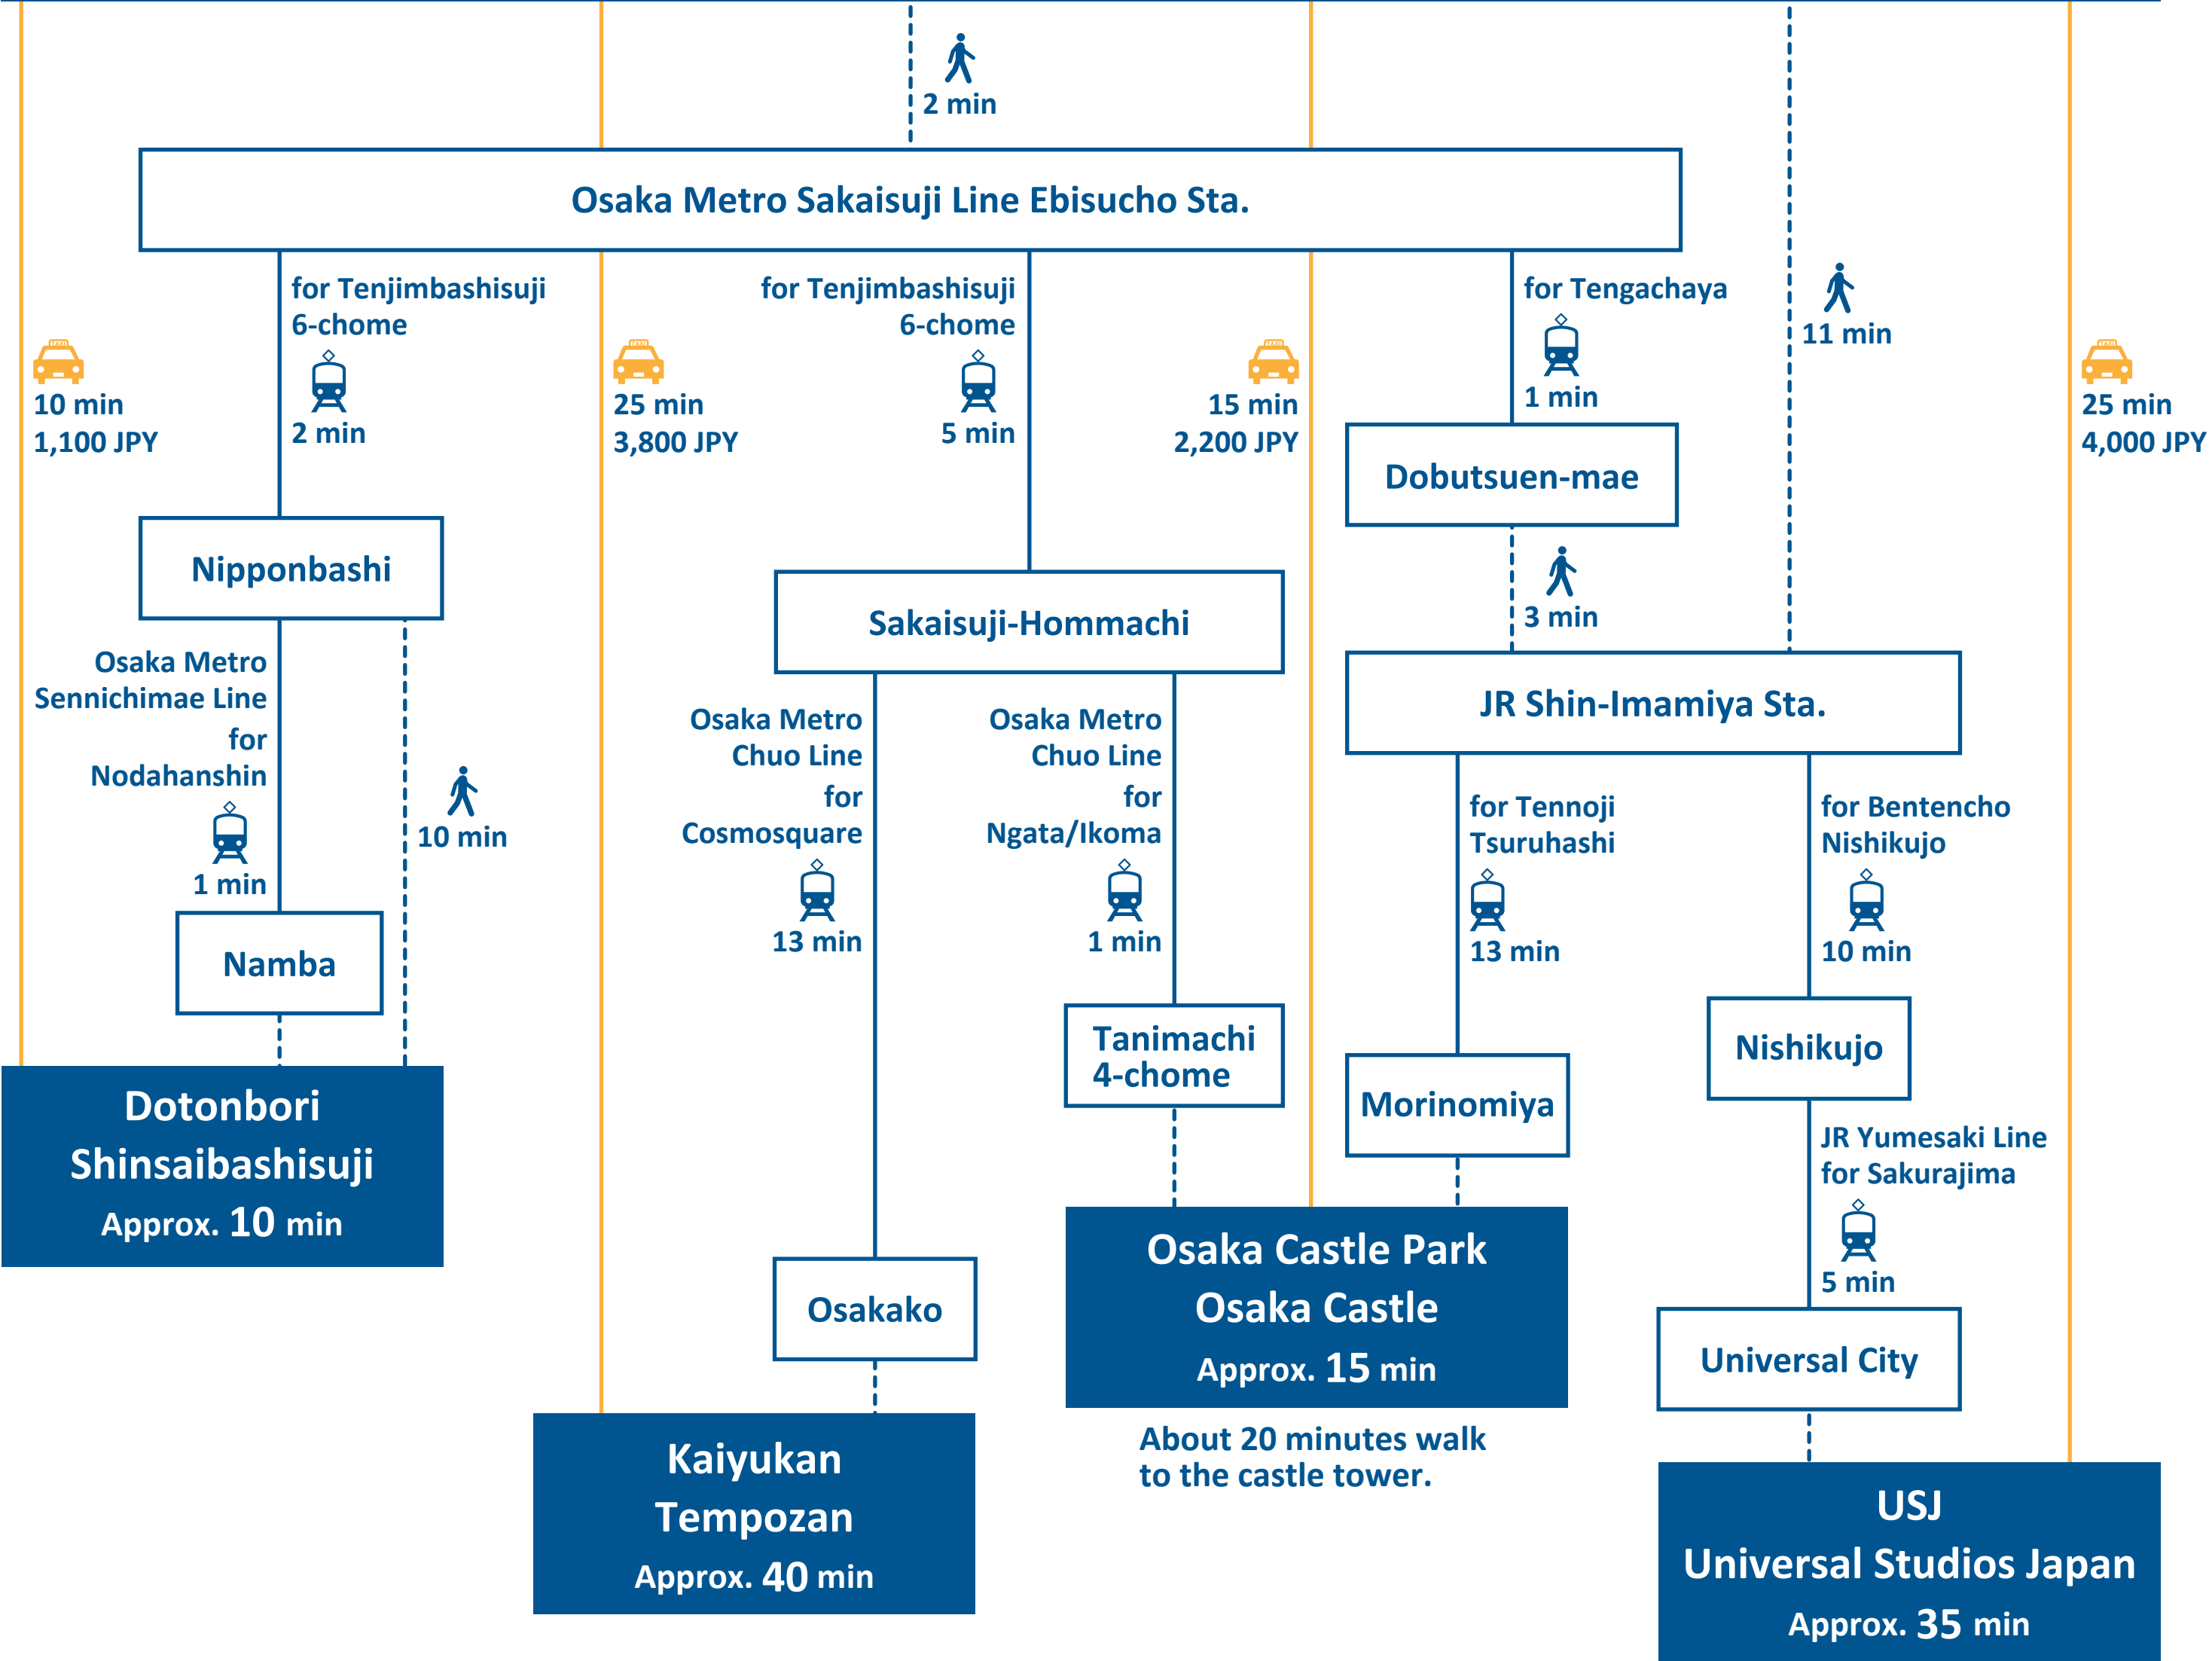 2 min
Osaka Metro Sakaisuji Line Ebisucho Sta.
10 min
1,100 JPY
for Tenjimbashisuji
6-chome
2 min
25 min
3,800 JPY
for Tenjimbashisuji
6-chome
5 min
TAXI
15 min
2,200 JPY
for Tengachaya
1 min
11 min
25 min
4,000 JPY
Nipponbashi
Osaka Metro
Sennichimae Line
for
Nodahanshin
1 min
10 min
Namba
Dotonbori
Shinsaibashisuji
Approx. 10 min
Sakaisuji-Hommachi
Osaka Metro
Chuo Line
for
Cosmosquare
13 min
Osaka Metro
Chuo Line
for
Ngata/Ikoma
1 min
Osakako
Kaiyukan
Tempozan
Approx. 40 min
Tanimachi
4-chome
Dobutsuen-mae
3 min
JR Shin-Imamiya Sta.
for Tennoji
Tsuruhashi
13 min
Morinomiya
Osaka Castle Park
Osaka Castle
Approx. 15 min
About 20 minutes walk
to the castle tower.
for Bentencho
Nishikujo
10 min
Nishikujo
JR Yumesaki Line
for Sakurajima
5 min
Universal City
USJ
Universal Studios Japan
Approx. 35 min